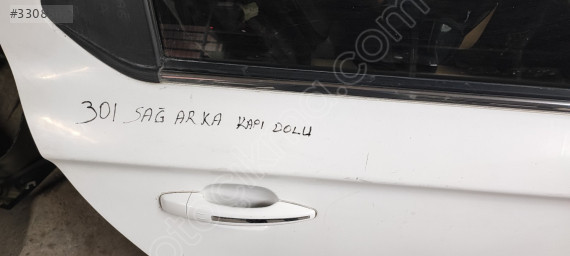 #3308
301 SAĞ ARKA KAPI DOLU